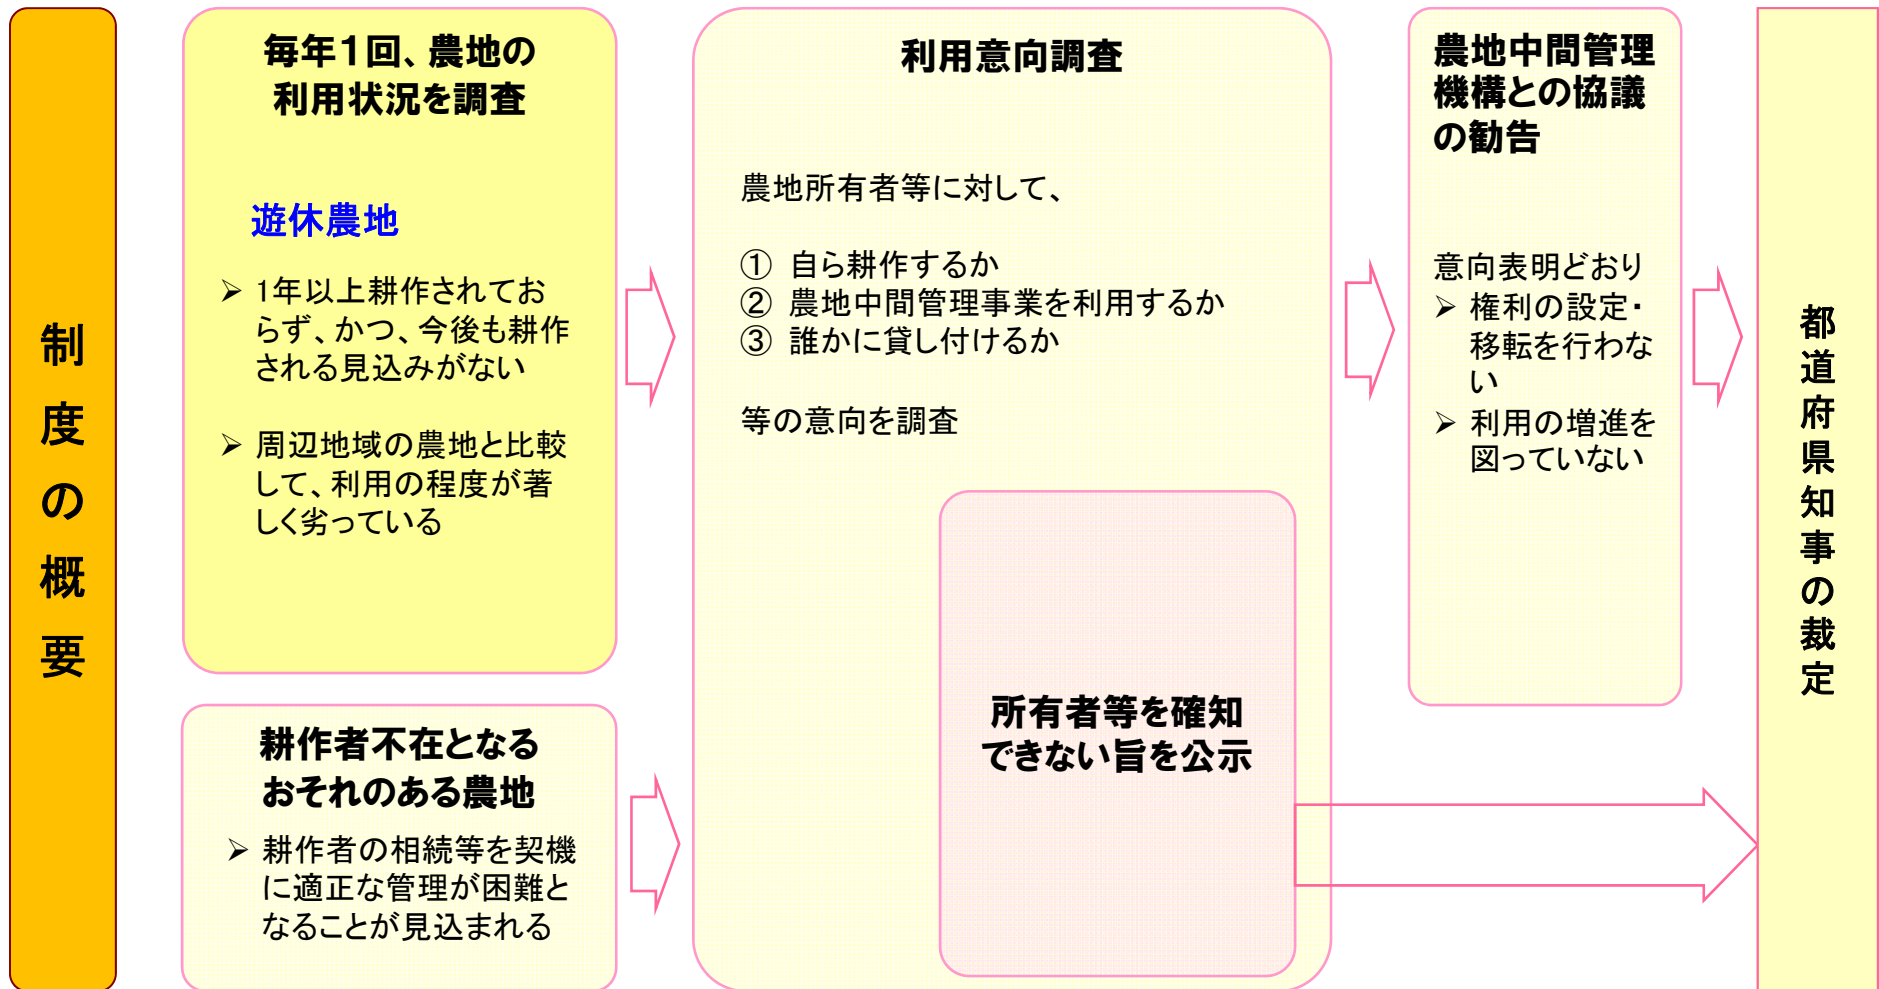 制度の概要
毎年１回、農地の
利用状況を調査
遊休農地
➢ 1年以上耕作されてお
らず、かつ、今後も耕作
される見込みがない
➢ 周辺地域の農地と比較
して、利用の程度が著
しく劣っている
耕作者不在となる
おそれのある農地
➢ 耕作者の相続等を契機
に適正な管理が困難と
なることが見込まれる
利用意向調査
農地所有者等に対して、
① 自ら耕作するか
② 農地中間管理事業を利用するか
③ 誰かに貸し付けるか
等の意向を調査
所有者等を確知
できない旨を公示
農地中間管理
機構との協議
の勧告
意向表明どおり
➢ 権利の設定・
移転を行わな
い
➢ 利用の増進を
図っていない
都道府県知事の裁定